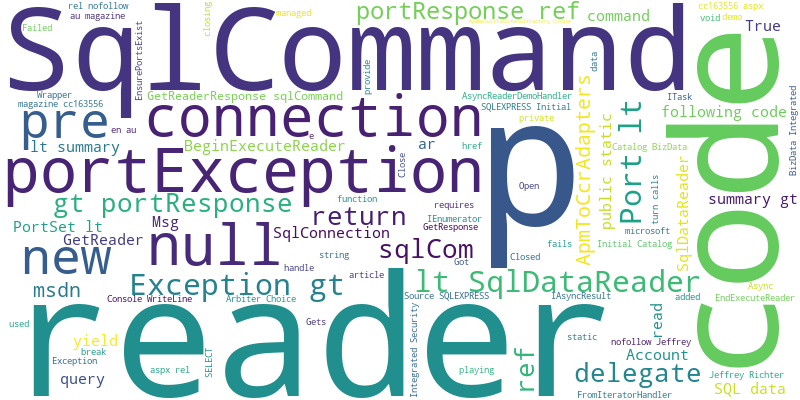 SqlCommand
rel nofollow
au magazine
Failed
closing
managed
portResponse ref
command
cc163556 aspx
void
demo
True
EnsurePortsExist
provide
data
Wrapper
magazine cc163556
GetReaderResponse sqlCommand
AsyncReaderDemoHandler
SQLEXPRESS Initial
private
ITask
following code
code
pre
en au
connection
p
lt summary
BeginExecuteReader
ar
Close
e
href
ApmToCcrAdapters
public static
Port lt
Catalog BizData
BizData Integrated
portException
Open
function
requires
SqlDataReader
turn calls
summary gt
gt portResponse
return
IEnumerator
GetResponse
microsoft
PortSet lt
Msg
GetReader
null
SqlConnection
string
sqlCom
Got
fails
Initial Catalog
new
handle
article
Closed
Async
msdn
Exception gt
lt SqlDataReader
EndExecuteReader
Console WriteLine
Arbiter Choice
Source SQLEXPRESS
IAsyncResult
added
used
reader
Gets
Integrated Security
static
read
nofollow Jeffrey
yield
break
Exception
SELECT
ref
Account
query
aspx rel
playing
delegate
Jeffrey Richter
SQL data
FromIteratorHandler